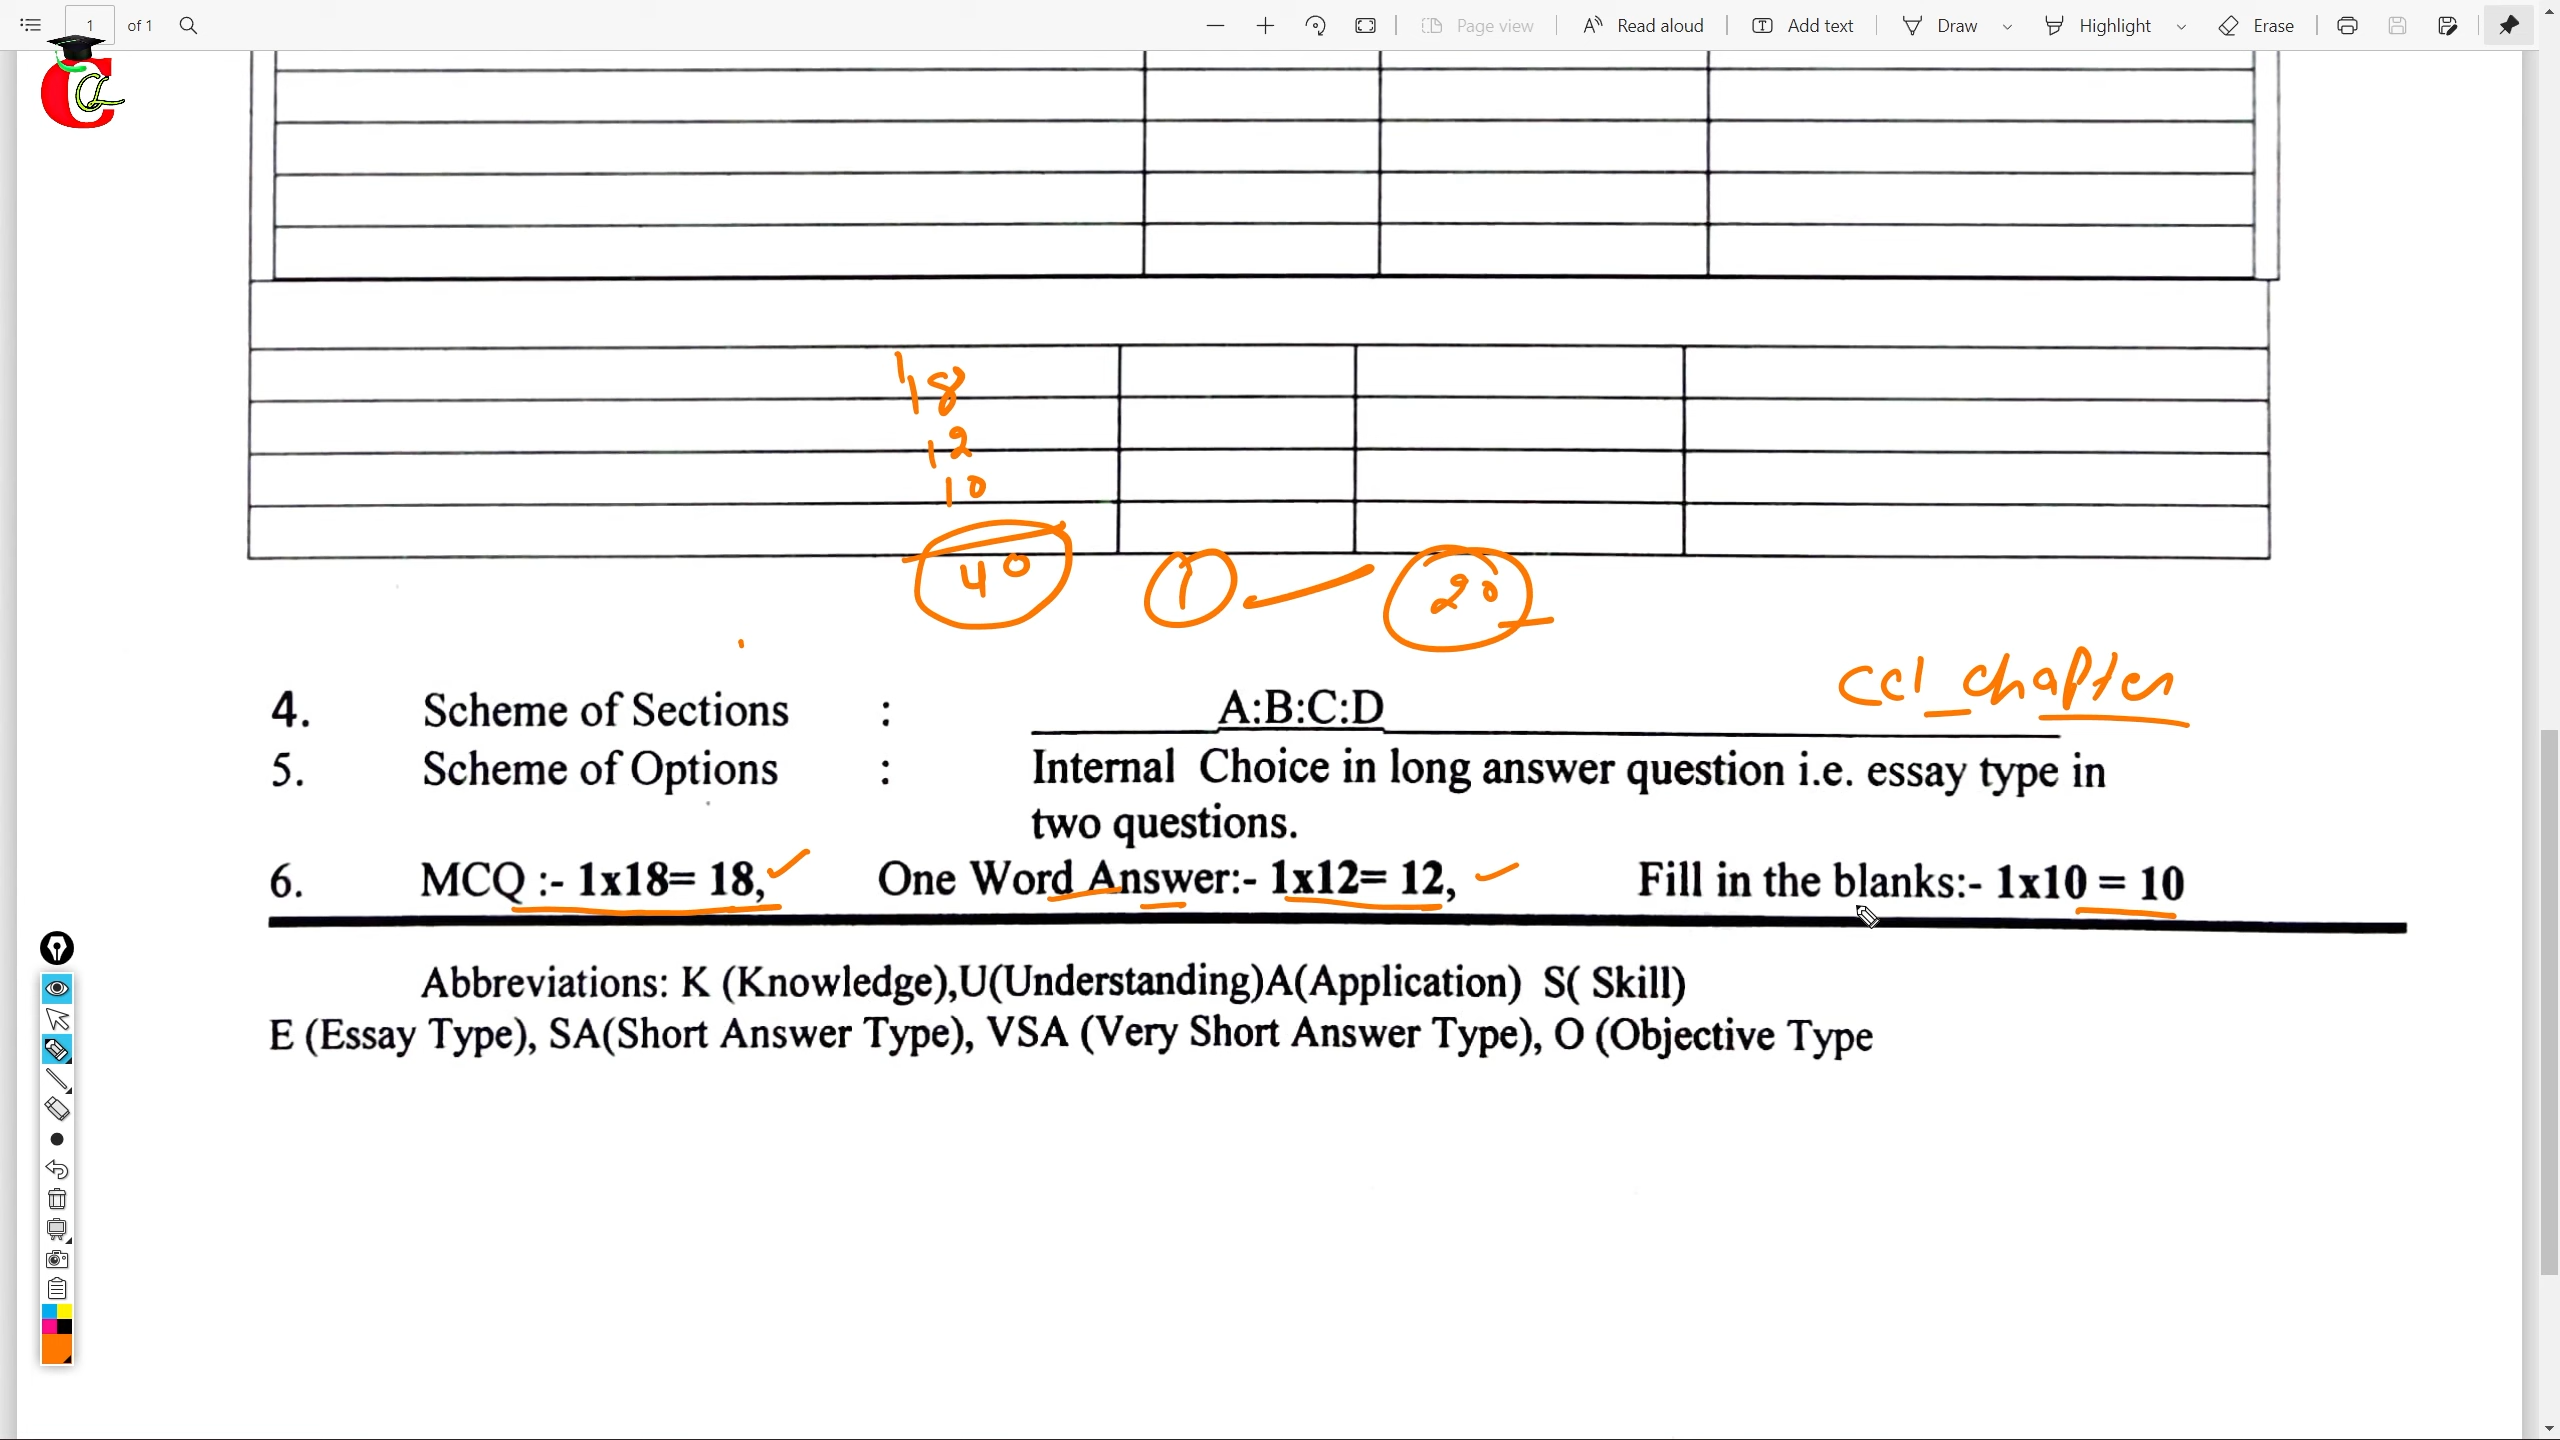 1 of 1 Page view Read aloud Add text Draw Highlight Erase
18
12
10
40 1 20
CCL chapter
4. Scheme of Sections : A:B:C:D
5. Scheme of Options : Internal Choice in long answer question i.e. essay type in
two questions.
6. MCQ :- 1x18= 18, One Word Answer:- 1x12= 12, Fill in the blanks:- 1x10 = 10
Abbreviations: K (Knowledge),U(Understanding)A(Application) S( Skill)
E (Essay Type), SA(Short Answer Type), VSA (Very Short Answer Type), O (Objective Type